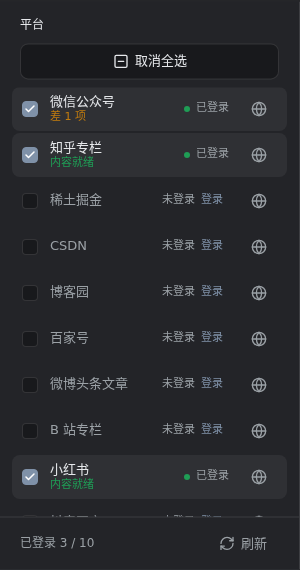 平台
取消全选
微信公众号 已登录
差 1 项
知乎专栏 已登录
内容就绪
稀土掘金 未登录 登录
CSDN 未登录 登录
博客园 未登录 登录
百家号 未登录 登录
微博头条文章 未登录 登录
B 站专栏 未登录 登录
小红书 已登录
内容就绪
已登录 3 / 10 刷新